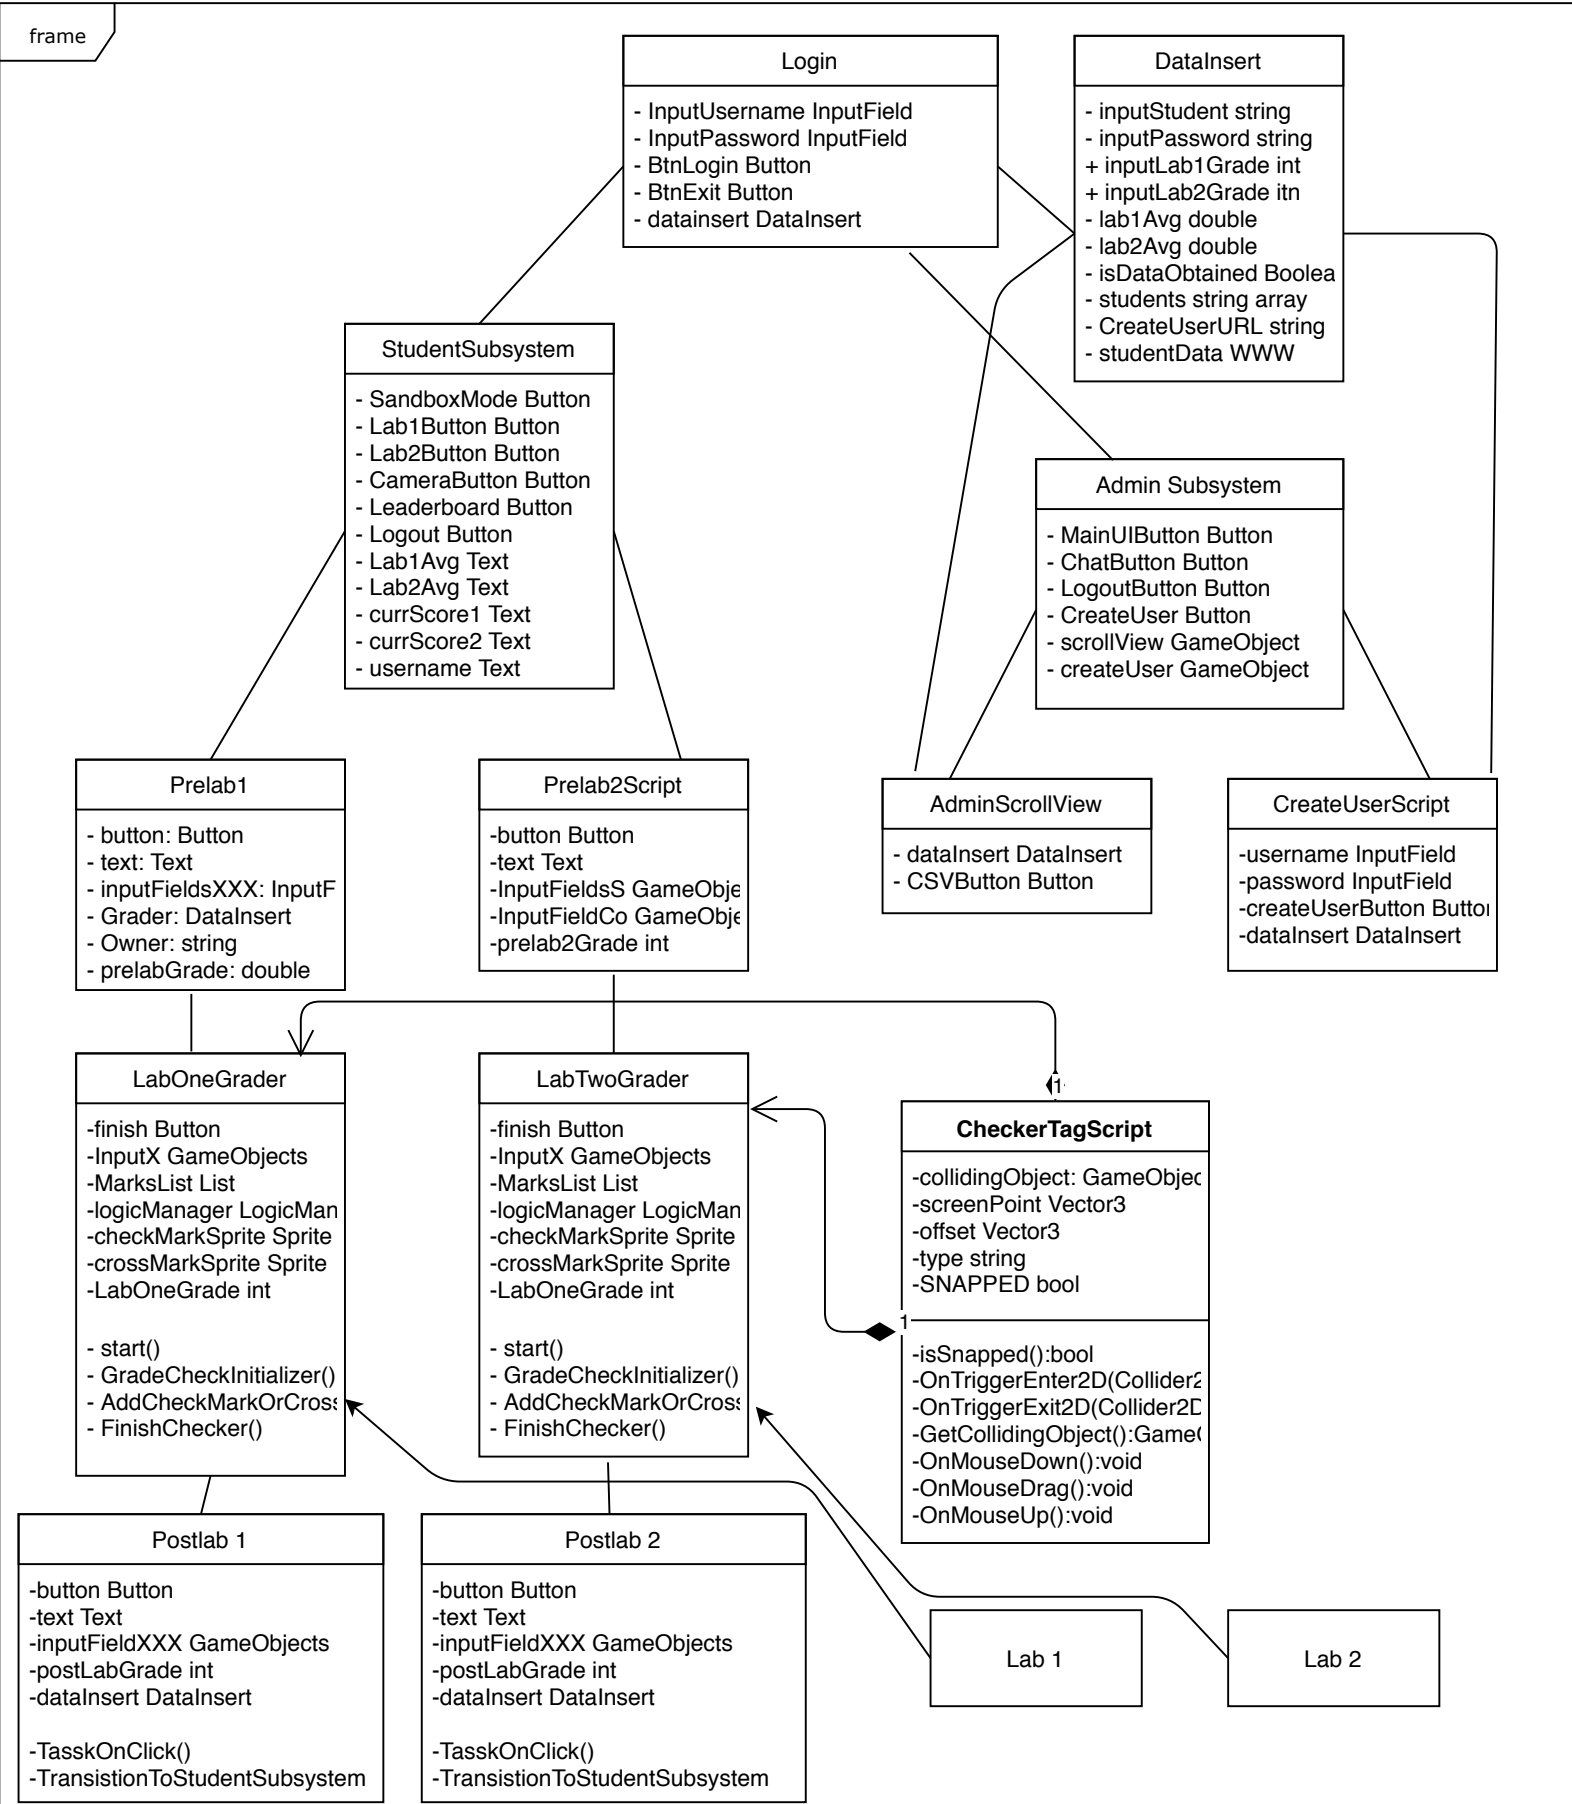 frame
Login
- InputUsername InputField
- InputPassword InputField
- BtnLogin Button
- BtnExit Button
- datainsert DataInsert
DataInsert
- inputStudent string
- inputPassword string
+ inputLab1Grade int
+ inputLab2Grade itn
- lab1Avg double
- lab2Avg double
- isDataObtained Boolea
- students string array
- CreateUserURL string
- studentData WWW
StudentSubsystem
- SandboxMode Button
- Lab1Button Button
- Lab2Button Button
- CameraButton Button
- Leaderboard Button
- Logout Button
- Lab1Avg Text
- Lab2Avg Text
- currScore1 Text
- currScore2 Text
- username Text
Admin Subsystem
- MainUIButton Button
- ChatButton Button
- LogoutButton Button
- CreateUser Button
- scrollView GameObject
- createUser GameObject
Prelab1
- button: Button
- text: Text
- inputFieldsXXX: InputF
- Grader: DataInsert
- Owner: string
- prelabGrade: double
Prelab2Script
-button Button
-text Text
-InputFieldsS GameObje
-InputFieldCo GameObje
-prelab2Grade int
AdminScrollView
- dataInsert DataInsert
- CSVButton Button
CreateUserScript
-username InputField
-password InputField
-createUserButton Button
-dataInsert DataInsert
LabOneGrader
-finish Button
-InputX GameObjects
-MarksList List
-logicManager LogicMan
-checkMarkSprite Sprite
-crossMarkSprite Sprite
-LabOneGrade int
- start()
- GradeCheckInitializer()
- AddCheckMarkOrCross
- FinishChecker()
LabTwoGrader
-finish Button
-InputX GameObjects
-MarksList List
-logicManager LogicMan
-checkMarkSprite Sprite
-crossMarkSprite Sprite
-LabOneGrade int
- start()
- GradeCheckInitializer()
- AddCheckMarkOrCross
- FinishChecker()
1
CheckerTagScript
-collidingObject: GameObjec
-screenPoint Vector3
-offset Vector3
-type string
-SNAPPED bool
1
-isSnapped():bool
-OnTriggerEnter2D(Collider2
-OnTriggerExit2D(Collider2D
-GetCollidingObject():Game
-OnMouseDown():void
-OnMouseDrag():void
-OnMouseUp():void
Postlab 1
-button Button
-text Text
-inputFieldXXX GameObjects
-postLabGrade int
-dataInsert DataInsert
-TasskOnClick()
-TransistionToStudentSubsystem
Postlab 2
-button Button
-text Text
-inputFieldXXX GameObjects
-postLabGrade int
-dataInsert DataInsert
-TasskOnClick()
-TransistionToStudentSubsystem
Lab 1
Lab 2